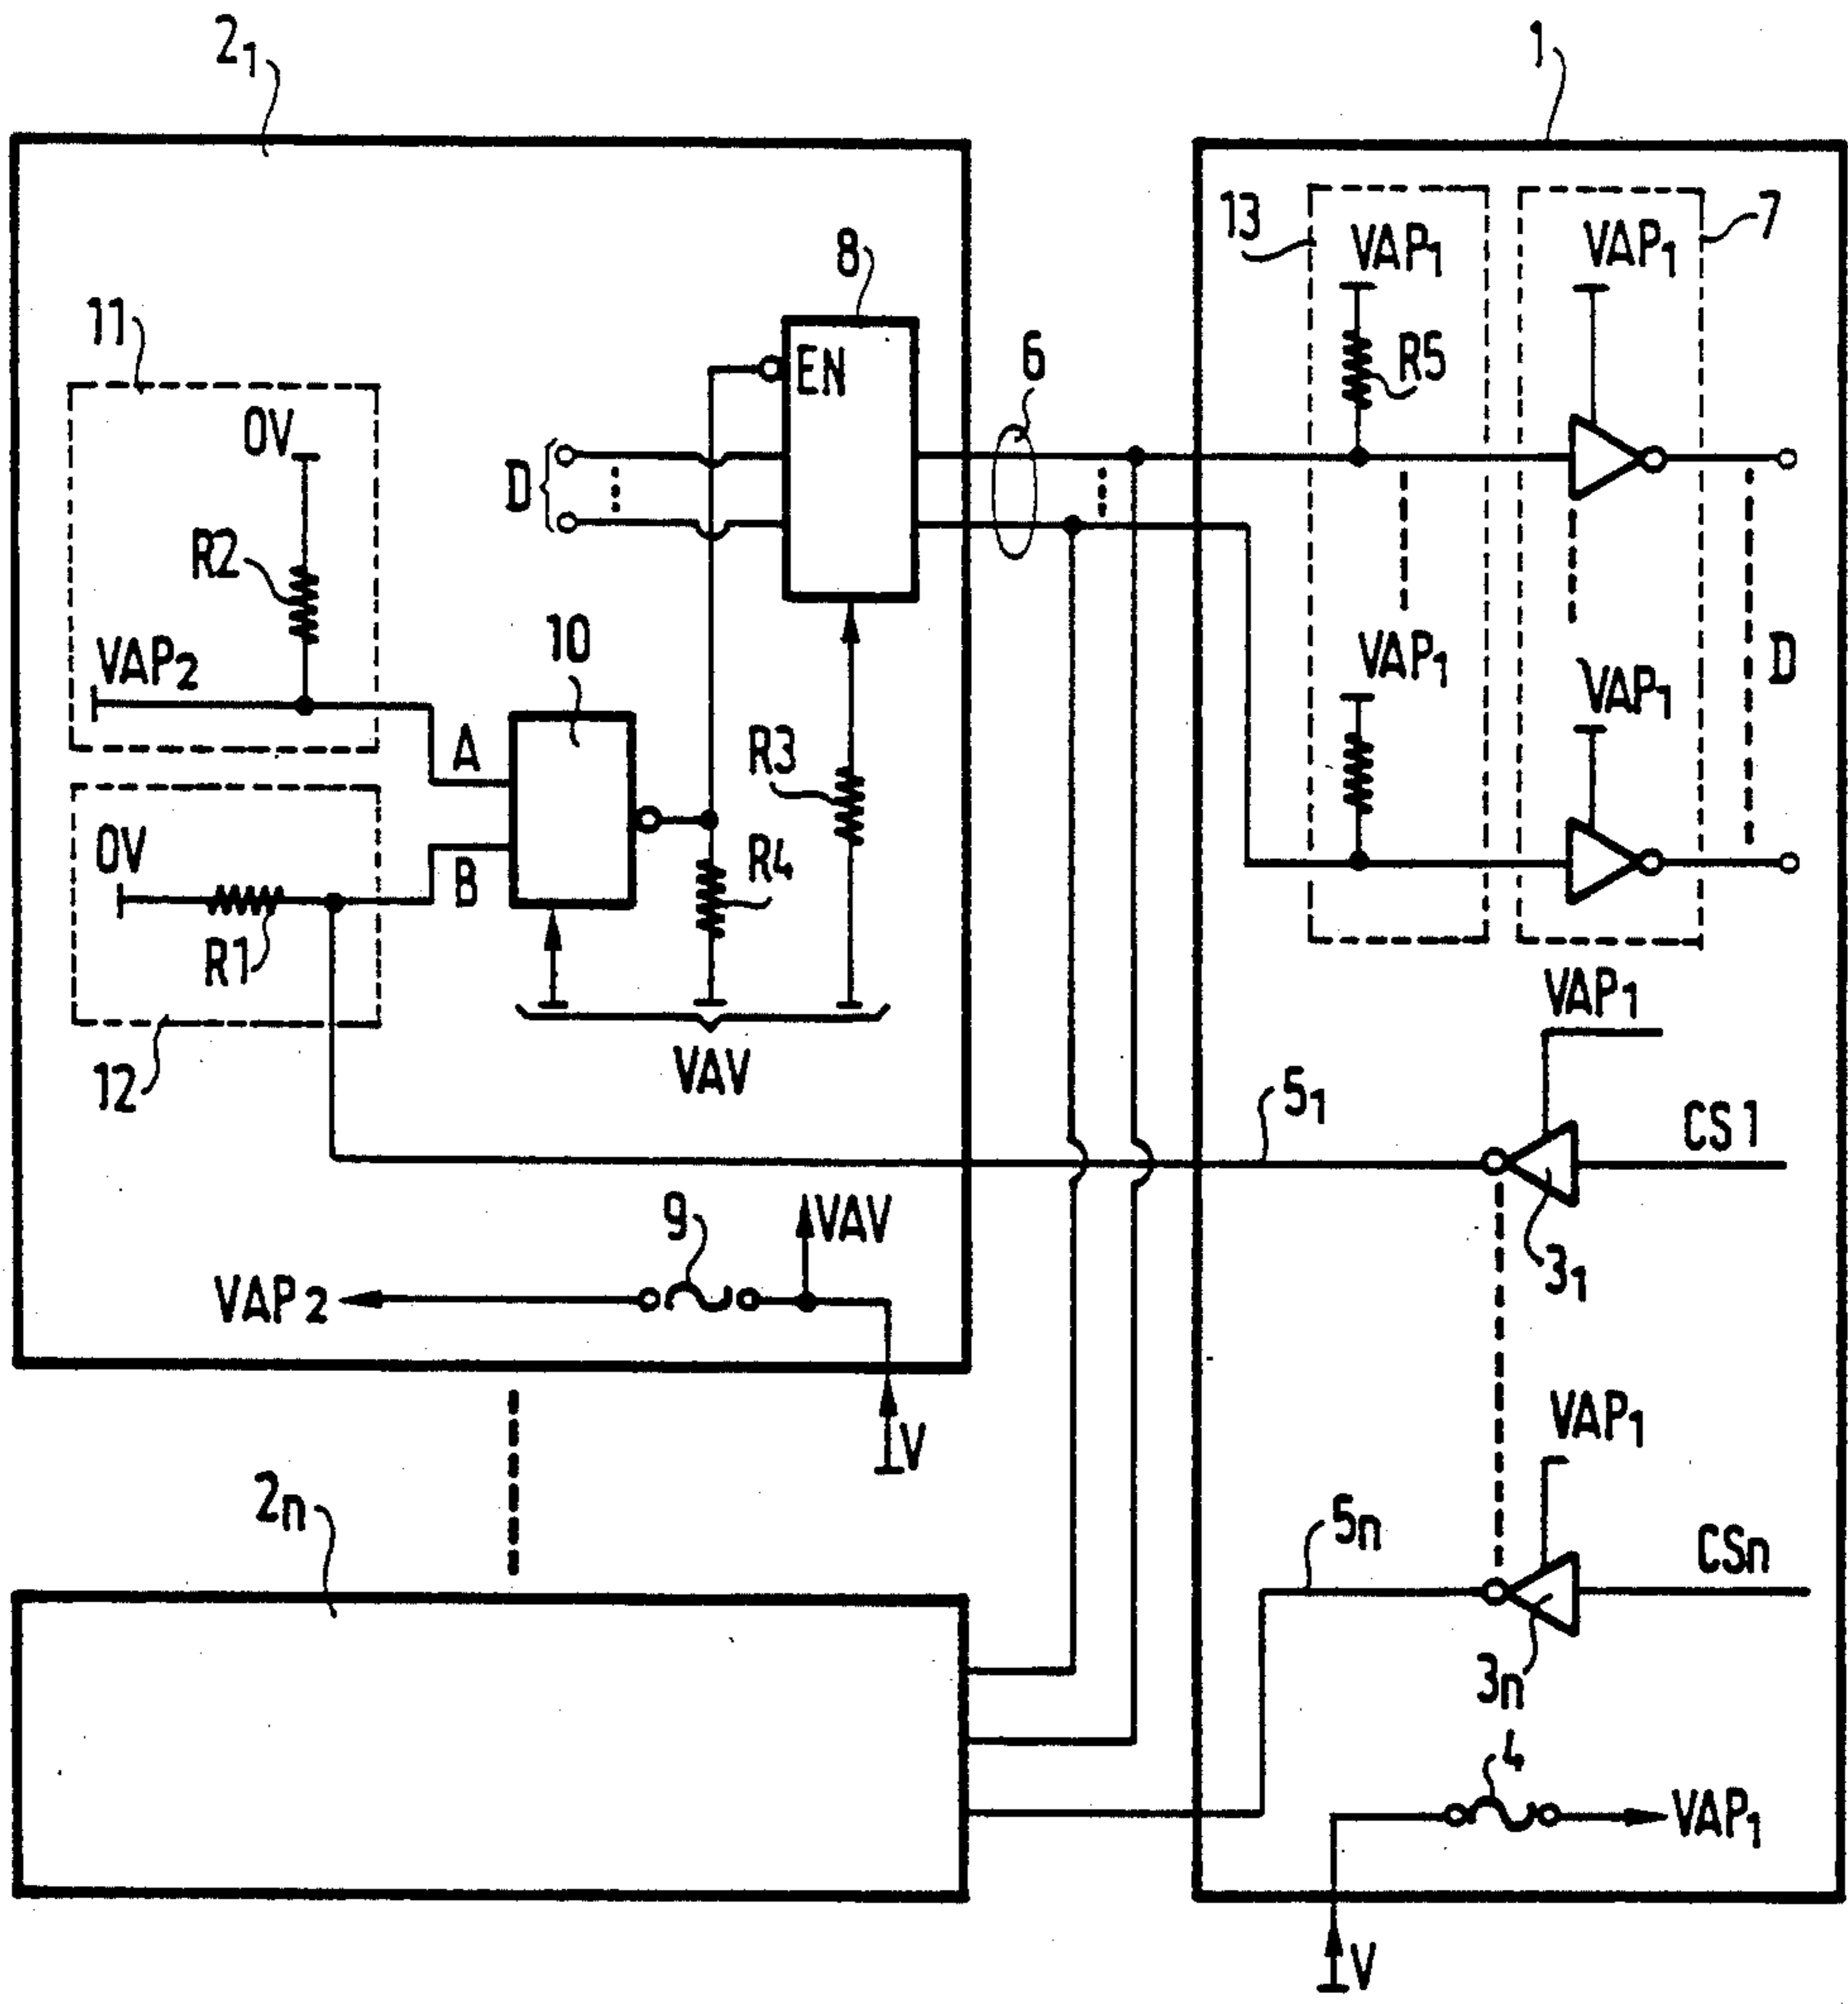 2₁
1
13
7
VAP₁
VAP₁
8
11
EN
6
R5
0V
D
R2
10
VAP₂
VAP₁
VAP₁
D
A
R3
0V
B
R4
R1
VAP₁
12
VAV
5₁
CS1
9
VAV
3₁
VAP₂
VAP₁
V
2n
5n
CSn
3n
4
VAP₁
V